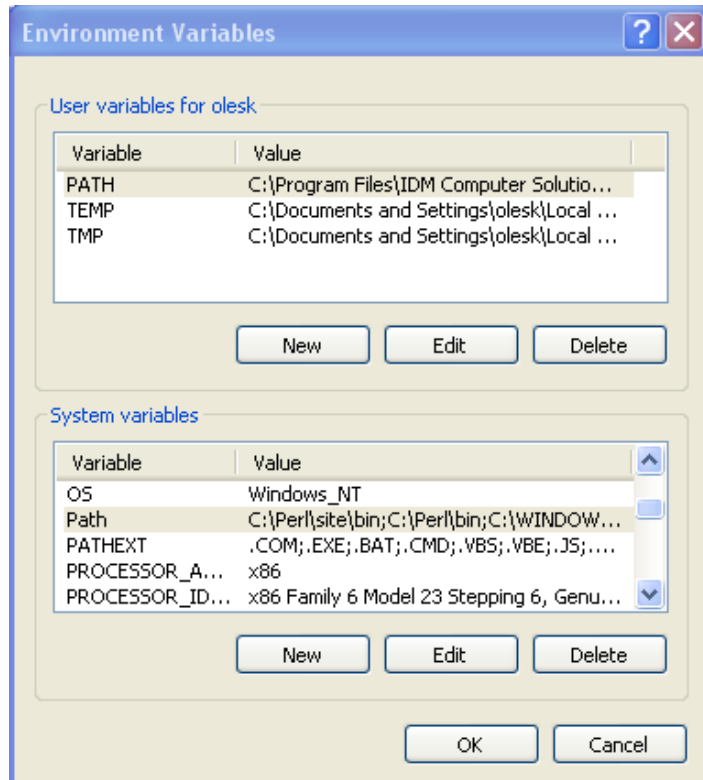 Environment Variables
User variables for olesk
Variable Value
PATH C:\Program Files\IDM Computer Solutio...
TEMP C:\Documents and Settings\olesk\Local ...
TMP C:\Documents and Settings\olesk\Local ...
New Edit Delete
System variables
Variable Value
OS Windows_NT
Path C:\Perl\site\bin;C:\Perl\bin;C:\WINDOW...
PATHEXT .COM;.EXE;.BAT;.CMD;.VBS;.VBE;.JS;....
PROCESSOR_A... x86
PROCESSOR_ID... x86 Family 6 Model 23 Stepping 6, Genu...
New Edit Delete
OK Cancel